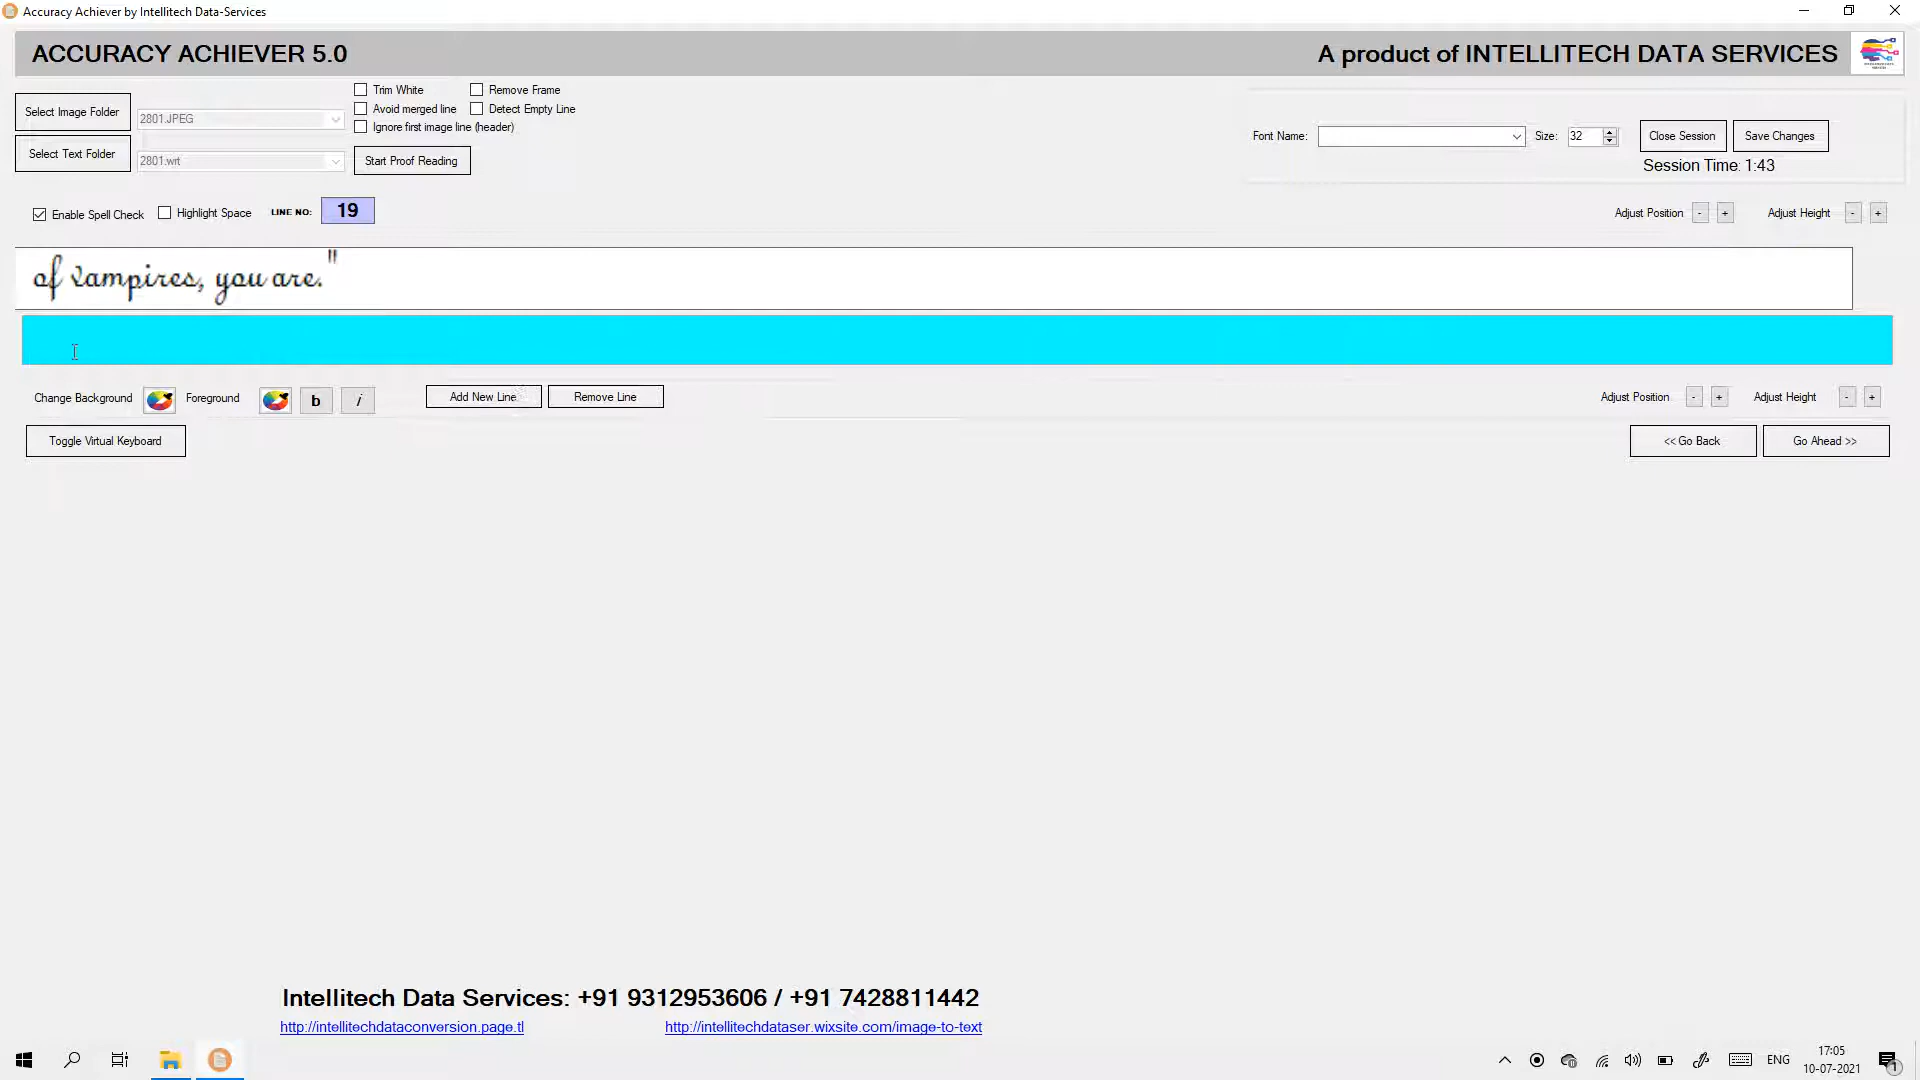 Accuracy Achiever by Intellitech Data-Services
ACCURACY ACHIEVER 5.0
A product of INTELLITECH DATA SERVICES
Select Image Folder
2801.JPEG
Trim White
Remove Frame
Avoid merged line
Detect Empty Line
Ignore first image line (header)
Select Text Folder
2801.wrt
Start Proof Reading
Font Name:
Size:
32
Close Session
Save Changes
Session Time: 1:43
Enable Spell Check
Highlight Space
LINE NO:
19
Adjust Position
-
+
Adjust Height
-
+
of vampires, you are."
Change Background
Foreground
b
i
Add New Line
Remove Line
Adjust Position
-
+
Adjust Height
-
+
Toggle Virtual Keyboard
<< Go Back
Go Ahead >>
Intellitech Data Services: +91 9312953606 / +91 7428811442
http://intellitechdataconversion.page.tl
http://intellitechdataser.wixsite.com/image-to-text
ENG
17:05
10-07-2021
1